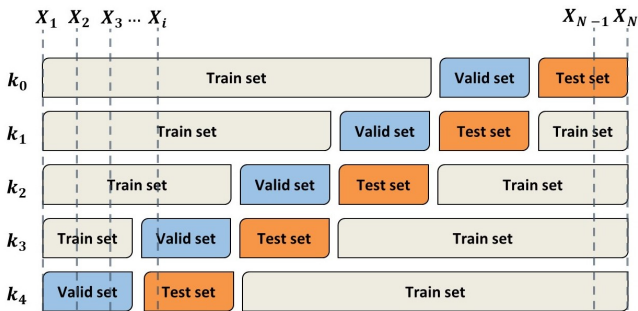 X₁ X₂ X₃ ... Xᵢ Xₙ₋₁ Xₙ
k₀ Train set Valid set Test set
k₁ Train set Valid set Test set Train set
k₂ Train set Valid set Test set Train set
k₃ Train set Valid set Test set Train set
k₄ Valid set Test set Train set